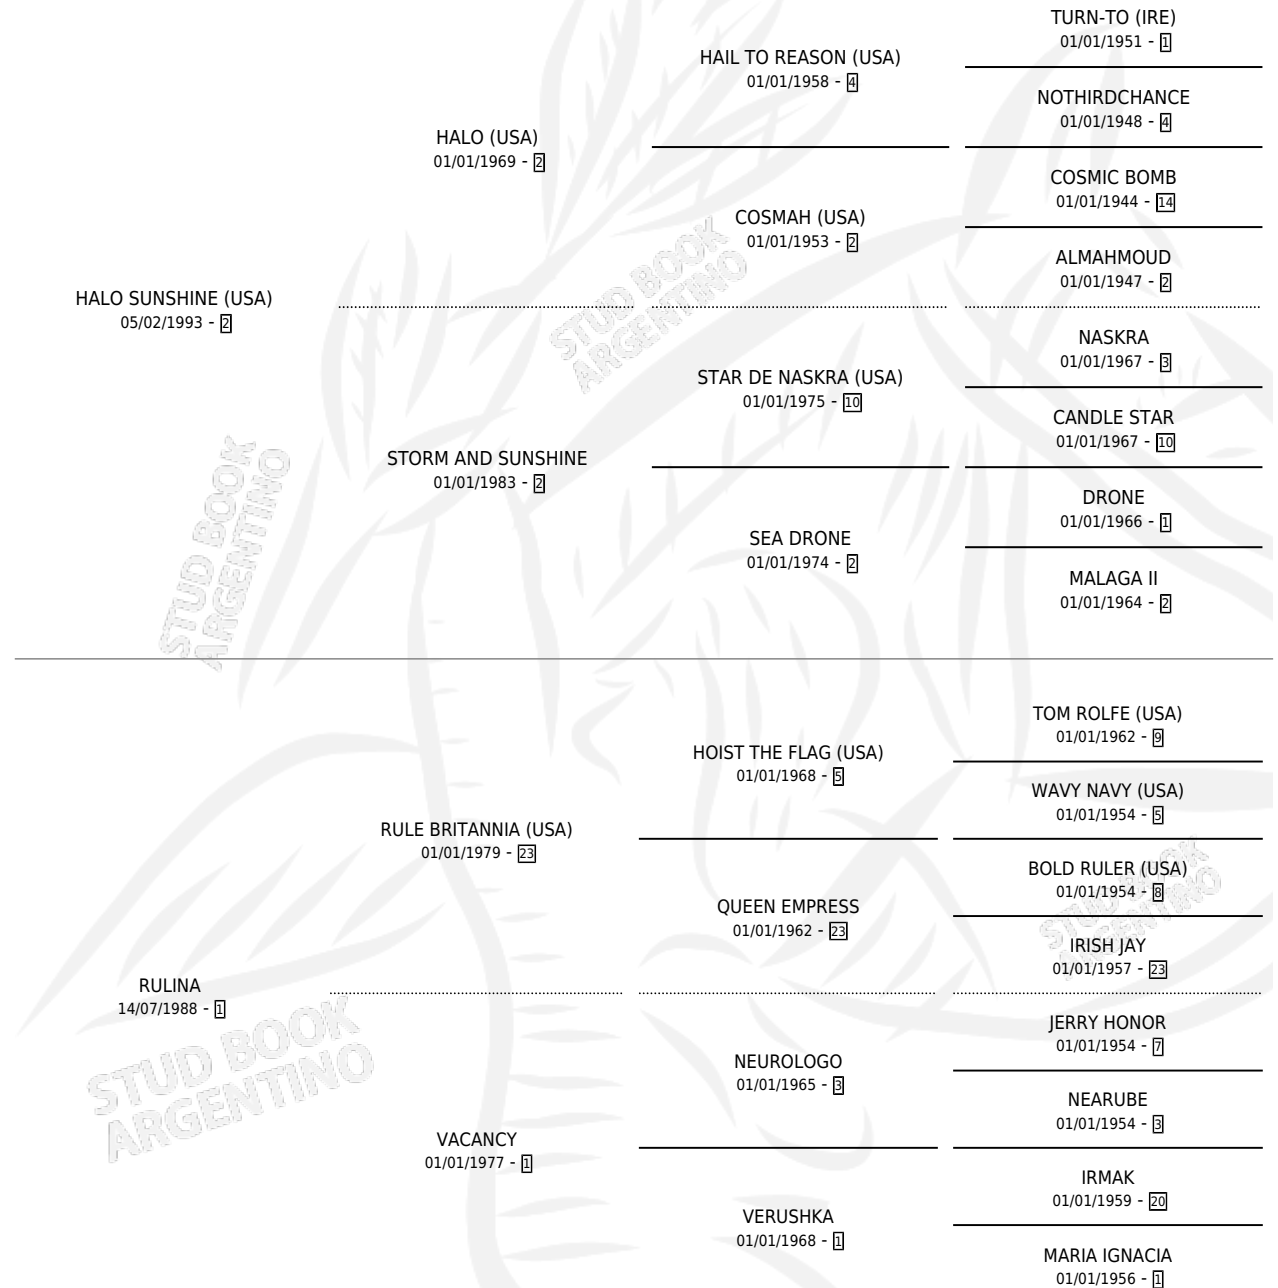 TURN-TO (IRE)
01/01/1951 - 1
HAIL TO REASON (USA)
01/01/1958 - 4
NOTHIRDCHANCE
01/01/1948 - 4
HALO (USA)
01/01/1969 - 2
COSMIC BOMB
01/01/1944 - 14
COSMAH (USA)
01/01/1953 - 2
ALMAHMOUD
01/01/1947 - 2
HALO SUNSHINE (USA)
05/02/1993 - 2
NASKRA
01/01/1967 - 3
STAR DE NASKRA (USA)
01/01/1975 - 10
CANDLE STAR
01/01/1967 - 10
STORM AND SUNSHINE
01/01/1983 - 2
DRONE
01/01/1966 - 1
SEA DRONE
01/01/1974 - 2
MALAGA II
01/01/1964 - 2
TOM ROLFE (USA)
01/01/1962 - 9
HOIST THE FLAG (USA)
01/01/1968 - 5
WAVY NAVY (USA)
01/01/1954 - 5
RULE BRITANNIA (USA)
01/01/1979 - 23
BOLD RULER (USA)
01/01/1954 - 8
QUEEN EMPRESS
01/01/1962 - 23
IRISH JAY
01/01/1957 - 23
RULINA
14/07/1988 - 1
JERRY HONOR
01/01/1954 - 7
NEUROLOGO
01/01/1965 - 3
NEARUBE
01/01/1954 - 3
VACANCY
01/01/1977 - 1
IRMAK
01/01/1959 - 20
VERUSHKA
01/01/1968 - 1
MARIA IGNACIA
01/01/1956 - 1
STUD BOOK
ARGENTINO
STUD BOOK
ARGENTINO
STUD BOOK
ARGENTINO
STUD BOOK
ARGENTINO